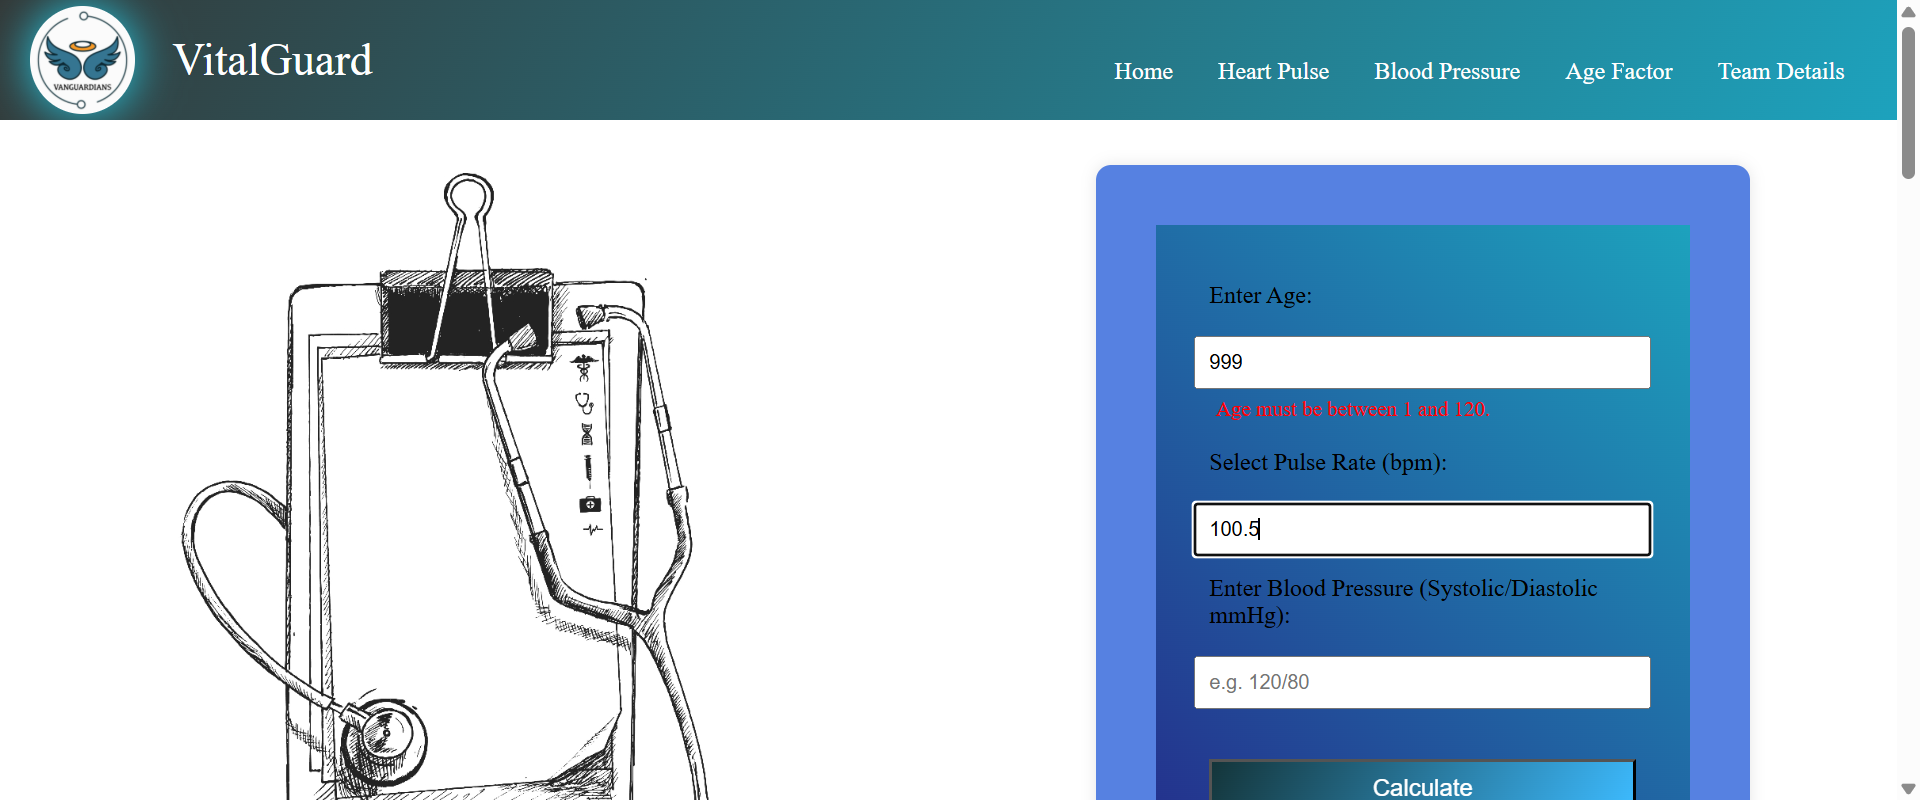 VANGUARDIANS
VitalGuard
Home Heart Pulse Blood Pressure Age Factor Team Details
Enter Age:
999
Age must be between 1 and 120.
Select Pulse Rate (bpm):
100.5
Enter Blood Pressure (Systolic/Diastolic
mmHg):
e.g. 120/80
Calculate